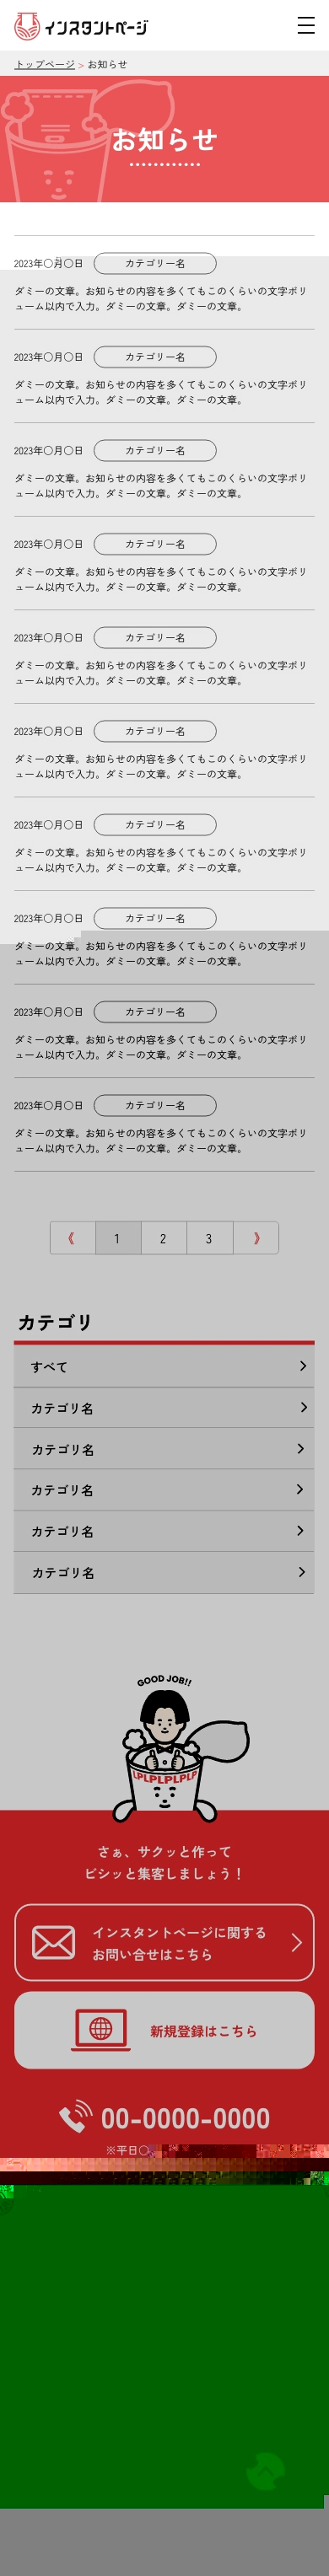 インスタントページ
トップページ > お知らせ
お知らせ
2023年〇月〇日 カテゴリー名
ダミーの文章。お知らせの内容を多くてもこのくらいの文字ボリ
ューム以内で入力。ダミーの文章。ダミーの文章。
2023年〇月〇日 カテゴリー名
ダミーの文章。お知らせの内容を多くてもこのくらいの文字ボリ
ューム以内で入力。ダミーの文章。ダミーの文章。
2023年〇月〇日 カテゴリー名
ダミーの文章。お知らせの内容を多くてもこのくらいの文字ボリ
ューム以内で入力。ダミーの文章。ダミーの文章。
2023年〇月〇日 カテゴリー名
ダミーの文章。お知らせの内容を多くてもこのくらいの文字ボリ
ューム以内で入力。ダミーの文章。ダミーの文章。
2023年〇月〇日 カテゴリー名
ダミーの文章。お知らせの内容を多くてもこのくらいの文字ボリ
ューム以内で入力。ダミーの文章。ダミーの文章。
2023年〇月〇日 カテゴリー名
ダミーの文章。お知らせの内容を多くてもこのくらいの文字ボリ
ューム以内で入力。ダミーの文章。ダミーの文章。
2023年〇月〇日 カテゴリー名
ダミーの文章。お知らせの内容を多くてもこのくらいの文字ボリ
ューム以内で入力。ダミーの文章。ダミーの文章。
2023年〇月〇日 カテゴリー名
ダミーの文章。お知らせの内容を多くてもこのくらいの文字ボリ
ューム以内で入力。ダミーの文章。ダミーの文章。
2023年〇月〇日 カテゴリー名
ダミーの文章。お知らせの内容を多くてもこのくらいの文字ボリ
ューム以内で入力。ダミーの文章。ダミーの文章。
2023年〇月〇日 カテゴリー名
ダミーの文章。お知らせの内容を多くてもこのくらいの文字ボリ
ューム以内で入力。ダミーの文章。ダミーの文章。
《 1 2 3 》
カテゴリ
すべて
カテゴリ名
カテゴリ名
カテゴリ名
カテゴリ名
カテゴリ名
GOOD JOB!!
LPLPLPLPLP
さぁ、サクッと作って
ビシッと集客しましょう！
インスタントページに関する
お問い合せはこちら
新規登録はこちら
00-0000-0000
※平日〇